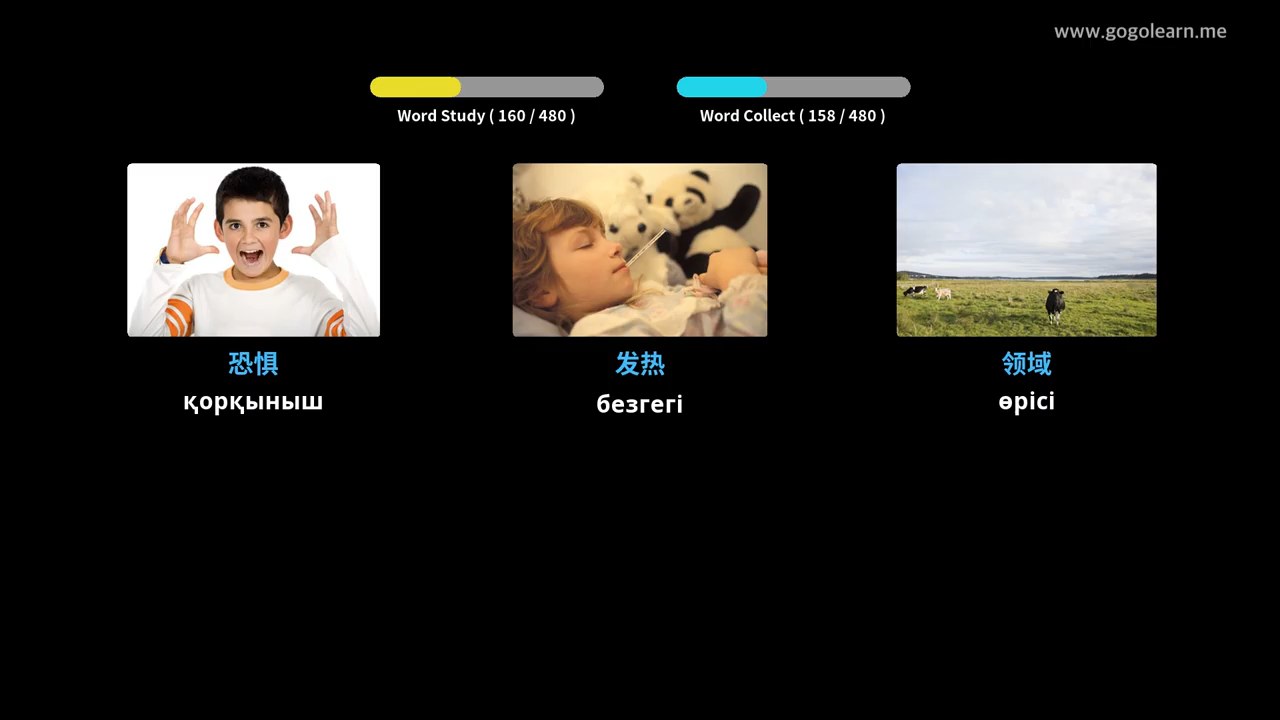 www.gogolearn.me
Word Study ( 160 / 480 )
Word Collect ( 158 / 480 )
恐惧
发热
领域
қорқыныш
безгегі
өрісі